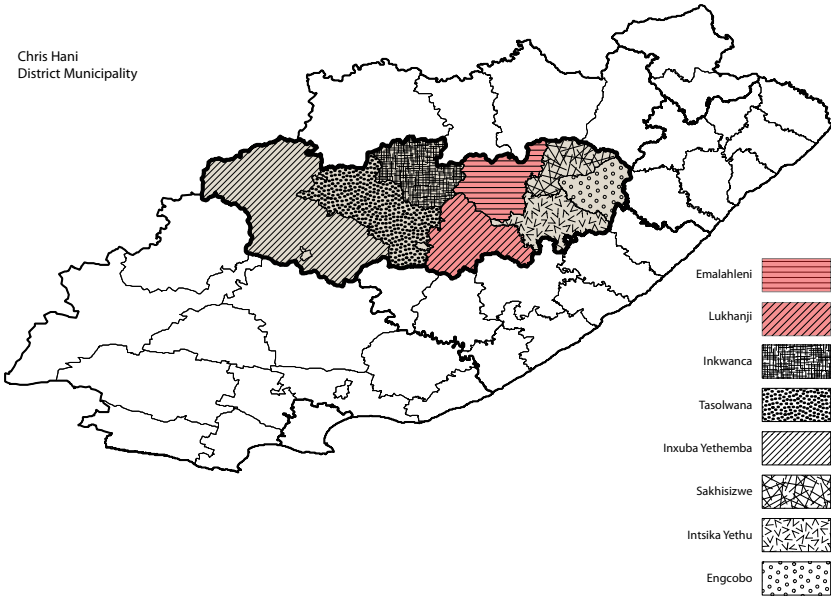 Chris Hani
District Municipality
Emalahleni
Lukhanji
Inkwanca
Tasolwana
Inxuba Yethemba
Sakhisizwe
Intsika Yethu
Engcobo